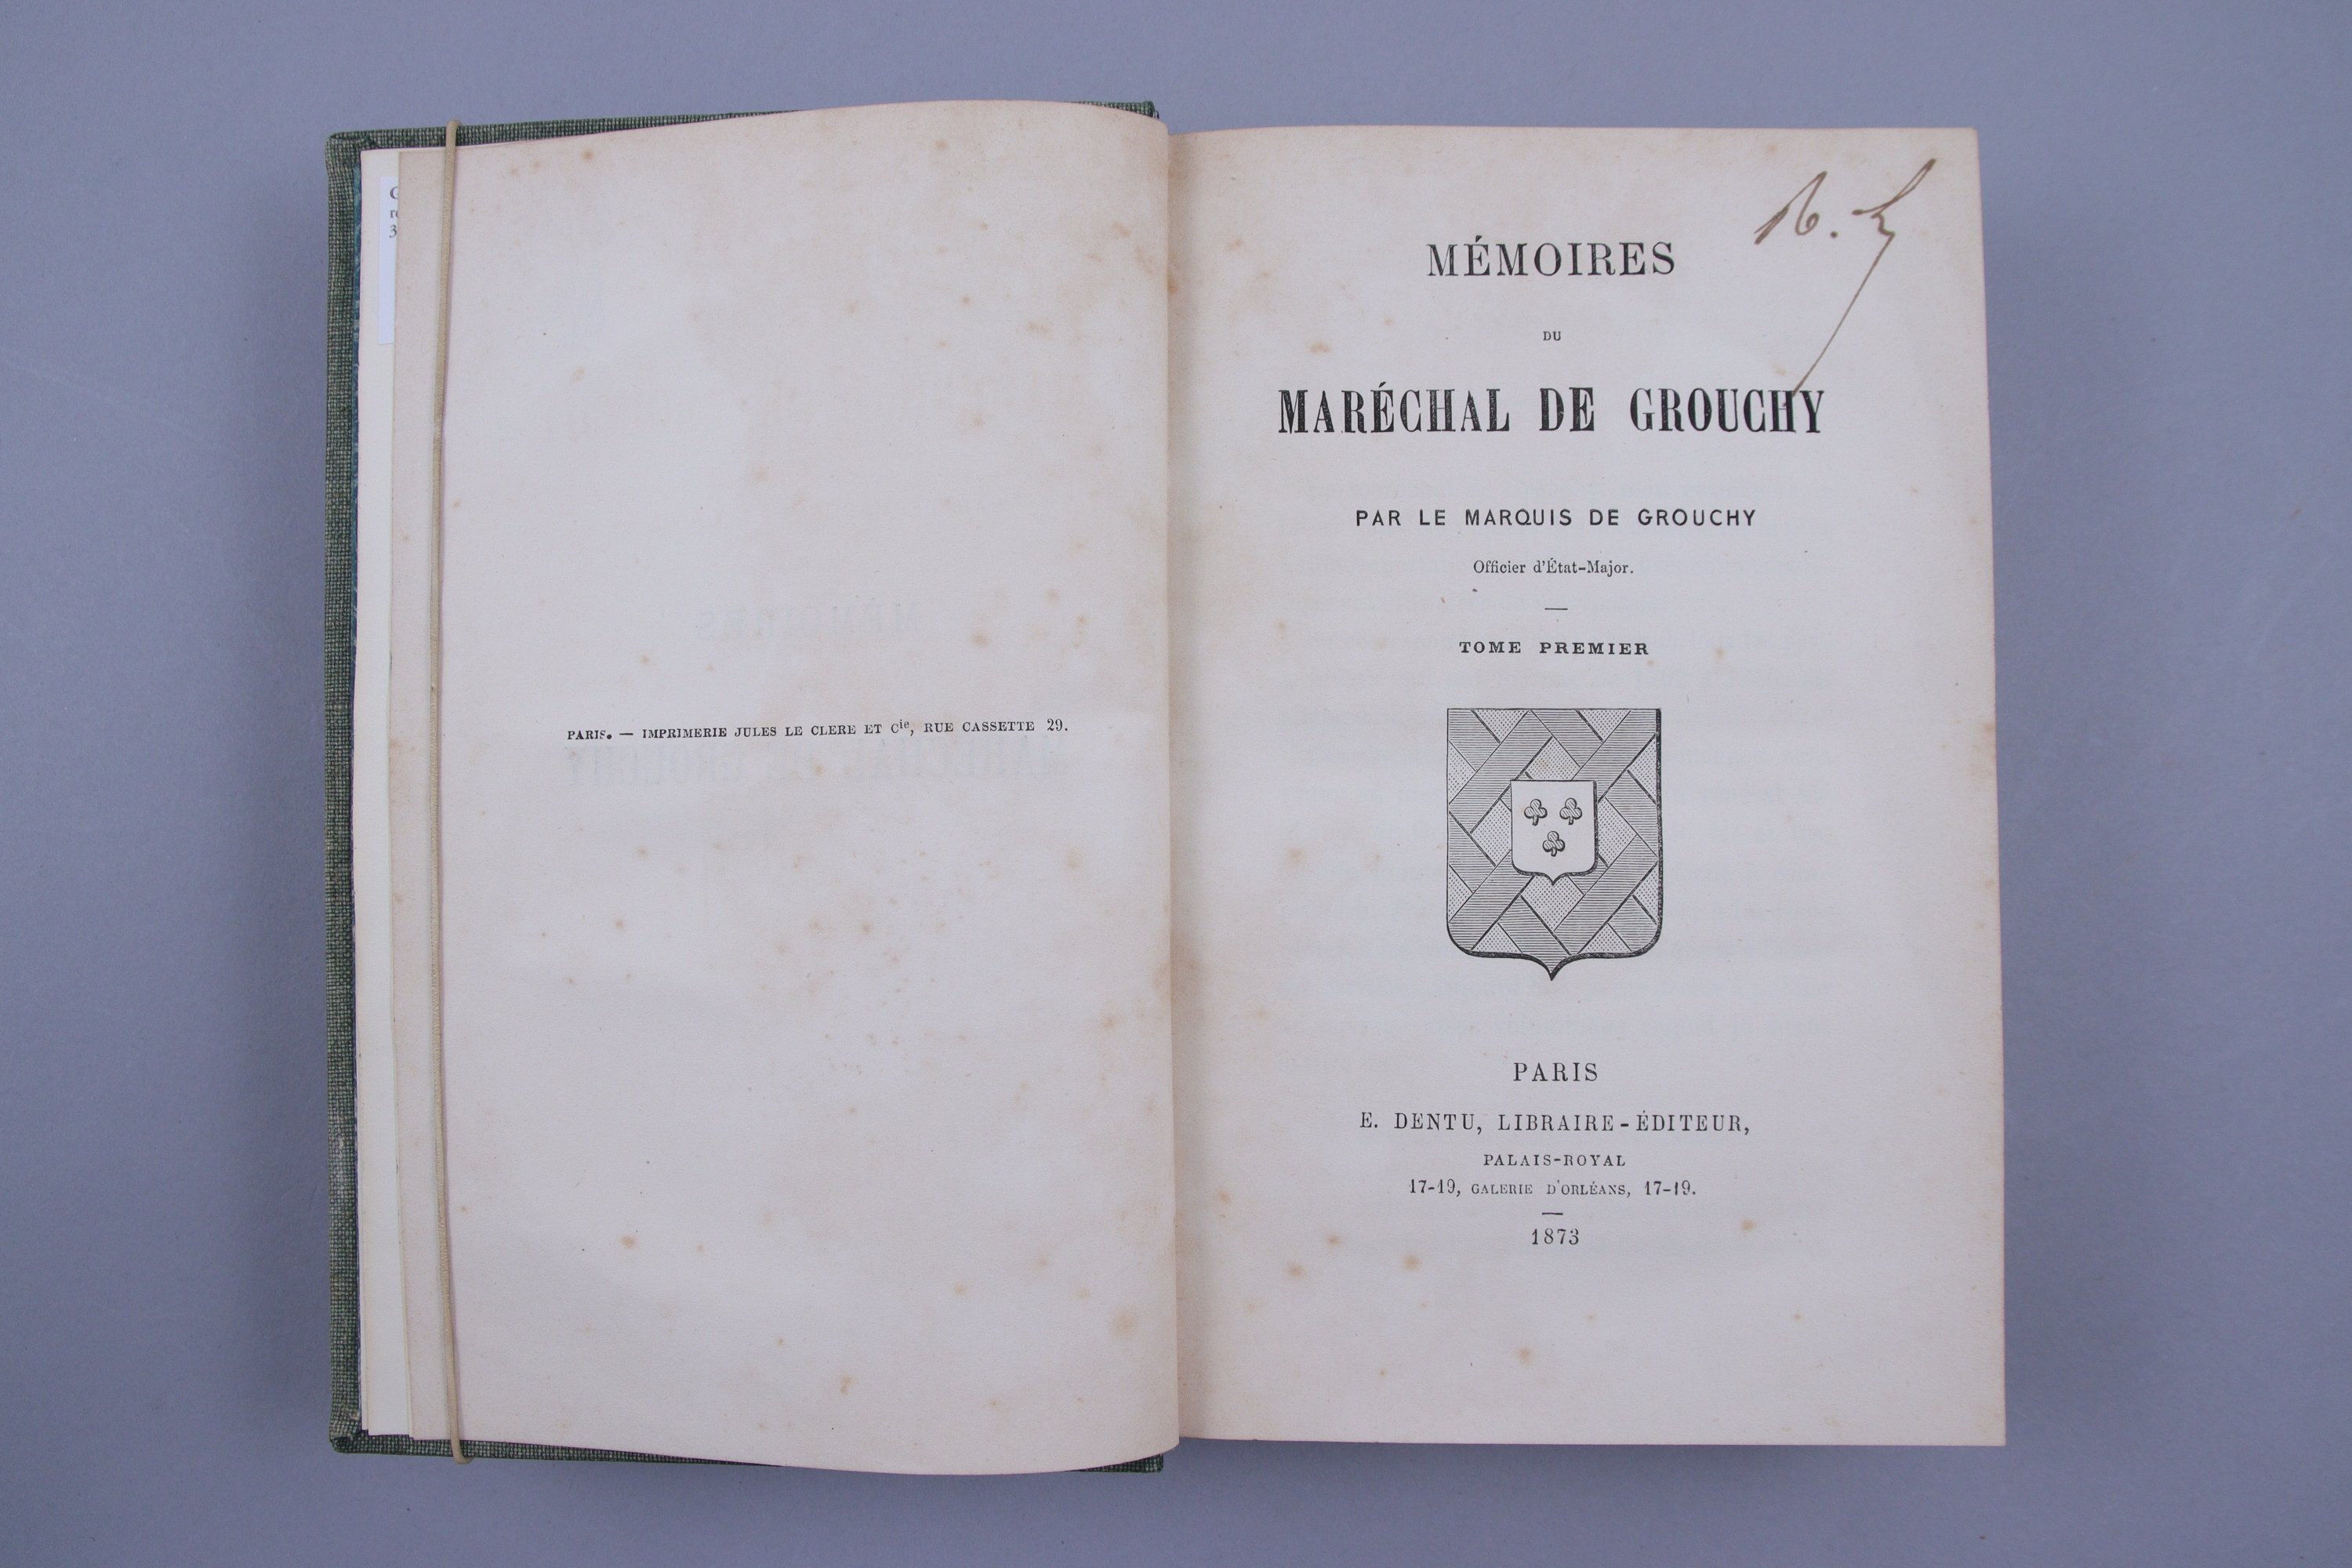 PARIS. — IMPRIMERIE JULES LE CLERE ET Cie, RUE CASSETTE 29.
MÉMOIRES
DU
MARÉCHAL DE GROUCHY
PAR LE MARQUIS DE GROUCHY
Officier d'État-Major.
TOME PREMIER
PARIS
E. DENTU, LIBRAIRE-ÉDITEUR,
PALAIS-ROYAL
17-19, GALERIE D'ORLÉANS, 17-19.
1873